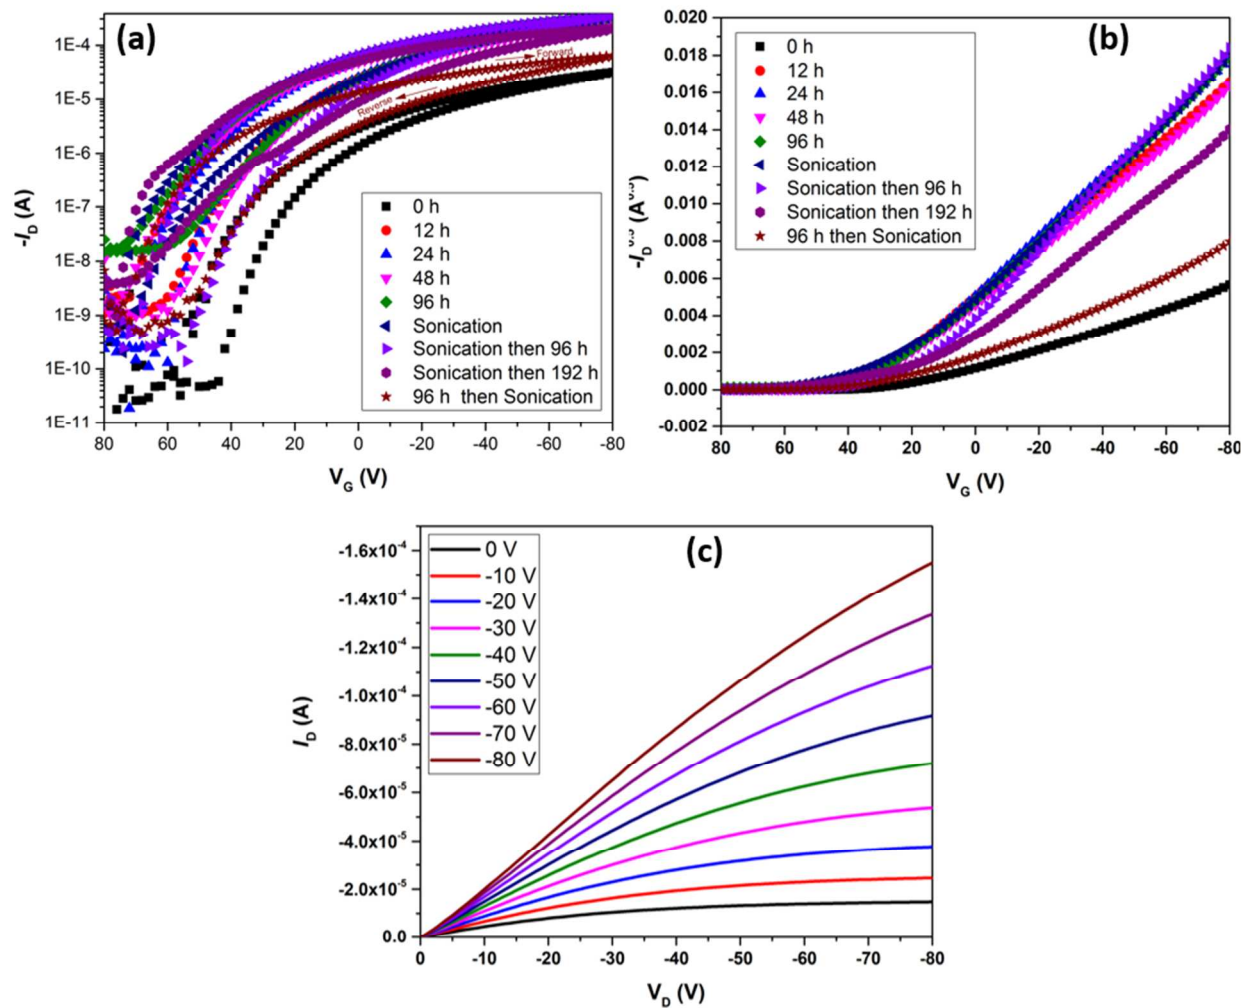 (a)
-I_D (A)
1E-4
1E-5
1E-6
1E-7
1E-8
1E-9
1E-10
1E-11
Forward
Reverse
0 h
12 h
24 h
48 h
96 h
Sonication
Sonication then 96 h
Sonication then 192 h
96 h then Sonication
80 60 40 20 0 -20 -40 -60 -80
V_G (V)
(b)
-I_D^0.5 (A^0.5)
0.020
0.018
0.016
0.014
0.012
0.010
0.008
0.006
0.004
0.002
0.000
-0.002
0 h
12 h
24 h
48 h
96 h
Sonication
Sonication then 96 h
Sonication then 192 h
96 h then Sonication
80 60 40 20 0 -20 -40 -60 -80
V_G (V)
(c)
I_D (A)
-1.6x10^-4
-1.4x10^-4
-1.2x10^-4
-1.0x10^-4
-8.0x10^-5
-6.0x10^-5
-4.0x10^-5
-2.0x10^-5
0.0
0 V
-10 V
-20 V
-30 V
-40 V
-50 V
-60 V
-70 V
-80 V
0 -10 -20 -30 -40 -50 -60 -70 -80
V_D (V)